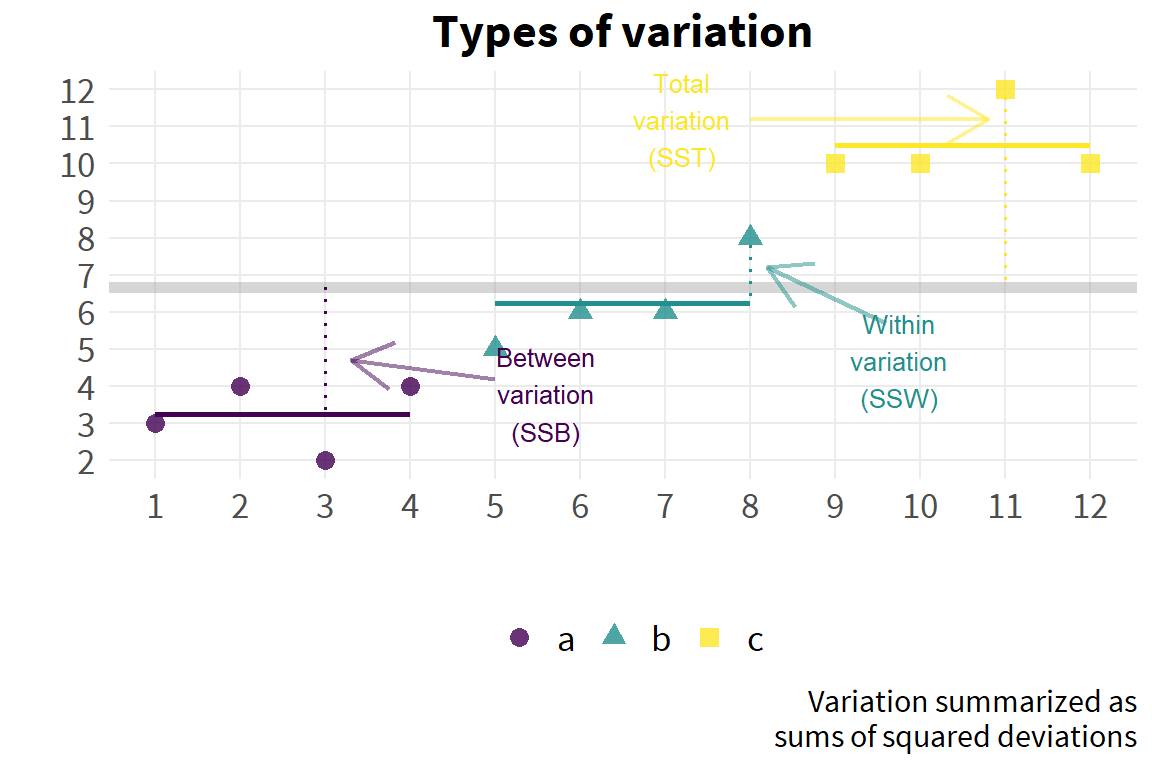 Types of variation
12
11
10
9
8
7
6
5
4
3
2
Total
variation
(SST)
Within
variation
(SSW)
Between
variation
(SSB)
1 2 3 4 5 6 7 8 9 10 11 12
a b c
Variation summarized as
sums of squared deviations